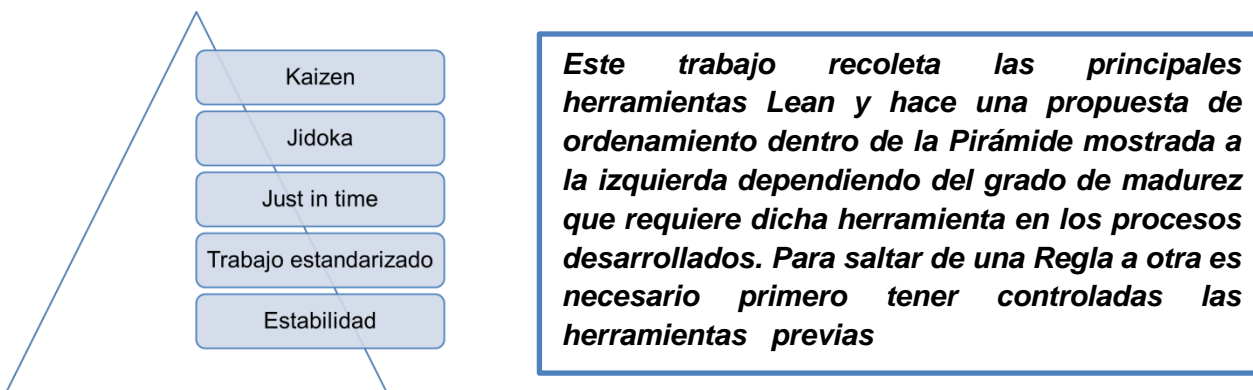 Kaizen
Jidoka
Just in time
Trabajo estandarizado
Estabilidad
Este trabajo recoleta las principales
herramientas Lean y hace una propuesta de
ordenamiento dentro de la Pirámide mostrada a
la izquierda dependiendo del grado de madurez
que requiere dicha herramienta en los procesos
desarrollados. Para saltar de una Regla a otra es
necesario primero tener controladas las
herramientas previas